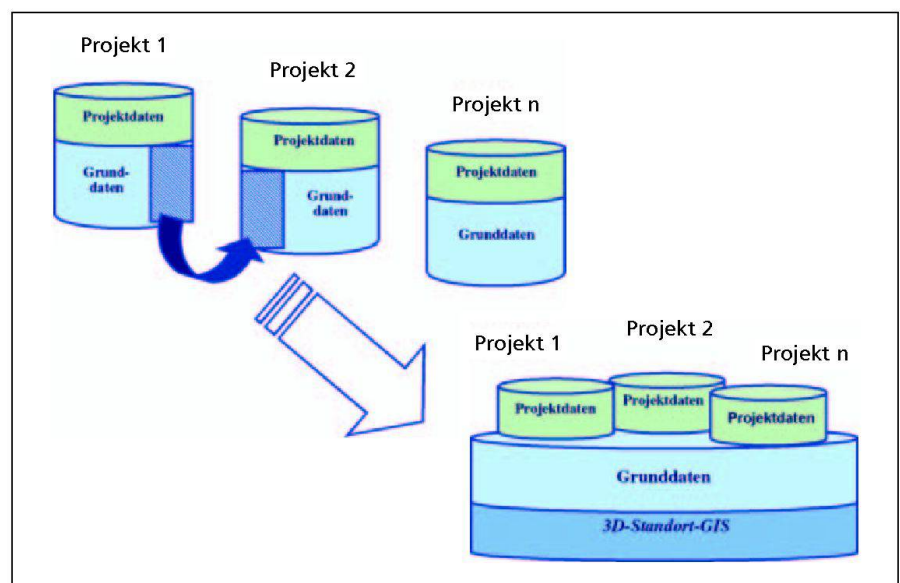 Projekt 1
Projektdaten
Grund-
daten
Projekt 2
Projektdaten
Grund-
daten
Projekt n
Projektdaten
Grunddaten
Projekt 1
Projektdaten
Projekt 2
Projektdaten
Projekt n
Projektdaten
Grunddaten
3D-Standort-GIS